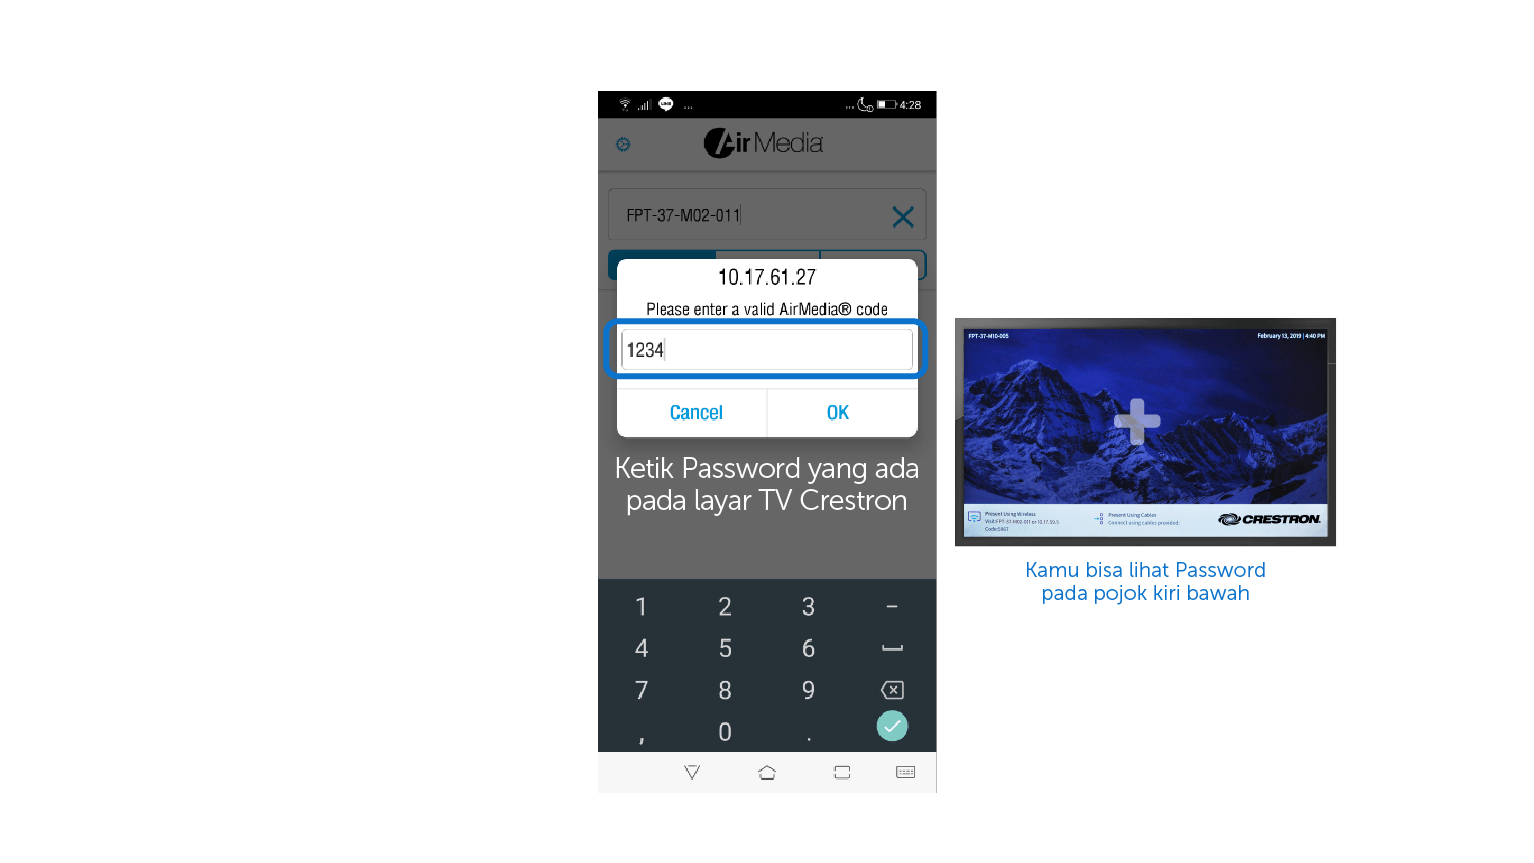 LINE
4:28
AirMedia
FPT-37-M02-011
10.17.61.27
Please enter a valid AirMedia® code
1234
Cancel
OK
Ketik Password yang ada
pada layar TV Crestron
1 2 3 -
4 5 6
7 8 9
, 0 .
FPT-37-M10-005
February 13, 2019 | 4:40 PM
Present Using Wireless
Visit:FPT-37-M02-011 or 10.17.59.5
Code:5967
Present Using Cables
Connect using cables provided:
CRESTRON.
Kamu bisa lihat Password
pada pojok kiri bawah